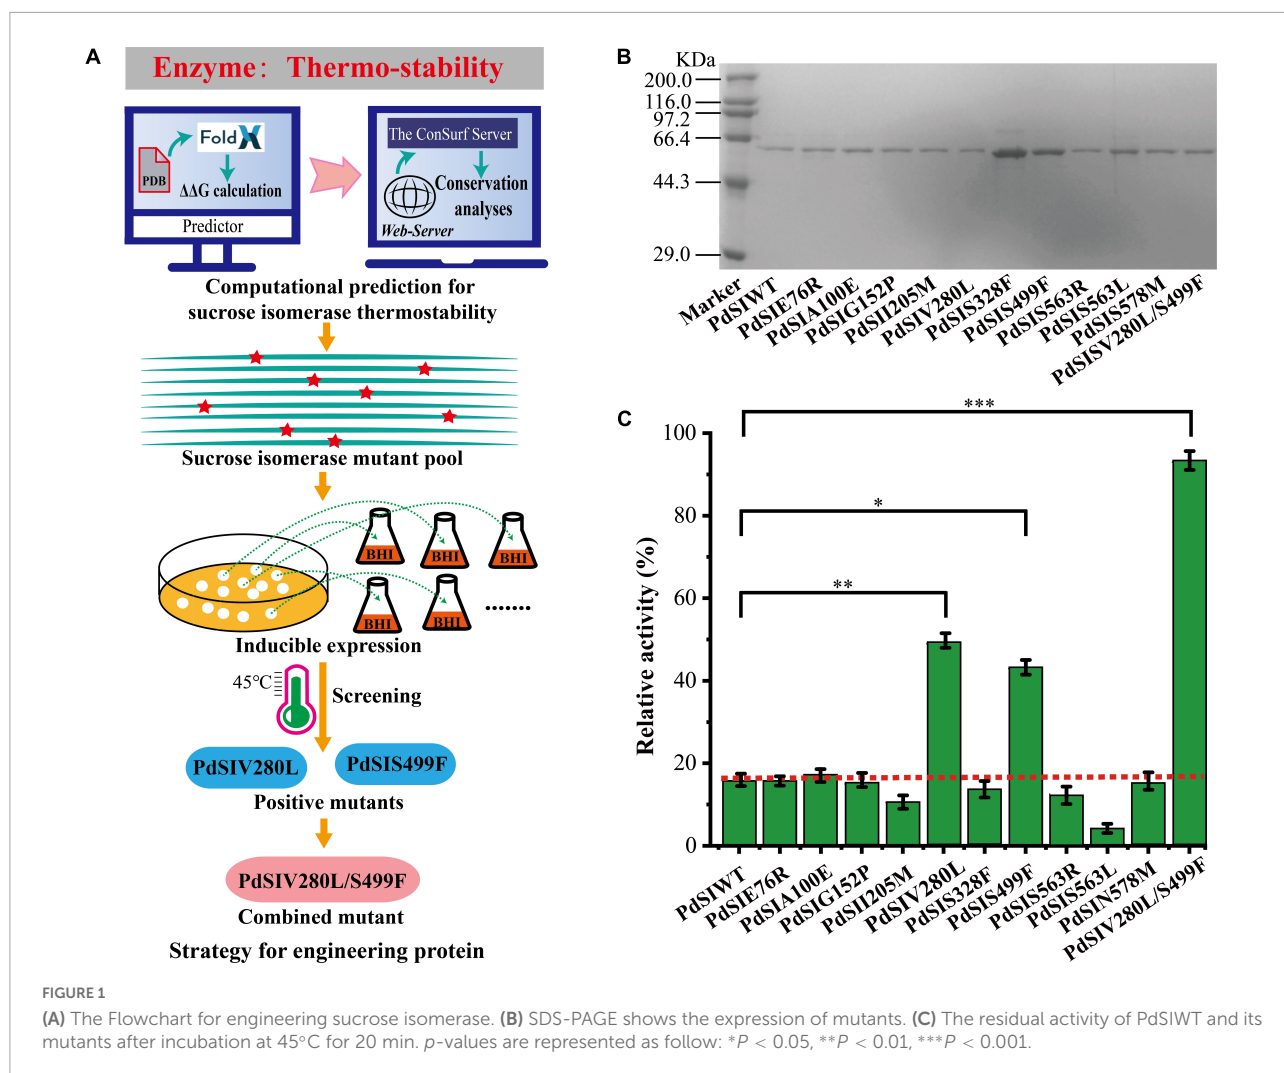 A
Enzyme: Thermo-stability
FoldX
PDB
ΔΔG calculation
Predictor
The ConSurf Server
Conservation
analyses
Web-Server
Computational prediction for
sucrose isomerase thermostability
Sucrose isomerase mutant pool
BHI
BHI
BHI
BHI
BHI
.......
Inducible expression
45°C
Screening
PdSIV280L
PdSIS499F
Positive mutants
PdSIV280L/S499F
Combined mutant
Strategy for engineering protein
B
KDa
200.0
116.0
97.2
66.4
44.3
29.0
Marker
PdSIWT
PdSIE76R
PdSIA100E
PdSIG152P
PdSII205M
PdSIV280L
PdSIS328F
PdSIS499F
PdSIS563R
PdSIS563L
PdSIS578M
PdSISV280L/S499F
C
Relative activity (%)
100
80
60
40
20
0
***
*
**
PdSIWT
PdSIE76R
PdSIA100E
PdSIG152P
PdSII205M
PdSIV280L
PdSIS328F
PdSIS499F
PdSIS563R
PdSIS563L
PdSIN578M
PdSIV280L/S499F
FIGURE 1
(A) The Flowchart for engineering sucrose isomerase. (B) SDS-PAGE shows the expression of mutants. (C) The residual activity of PdSIWT and its
mutants after incubation at 45°C for 20 min. p-values are represented as follow: *P < 0.05, **P < 0.01, ***P < 0.001.